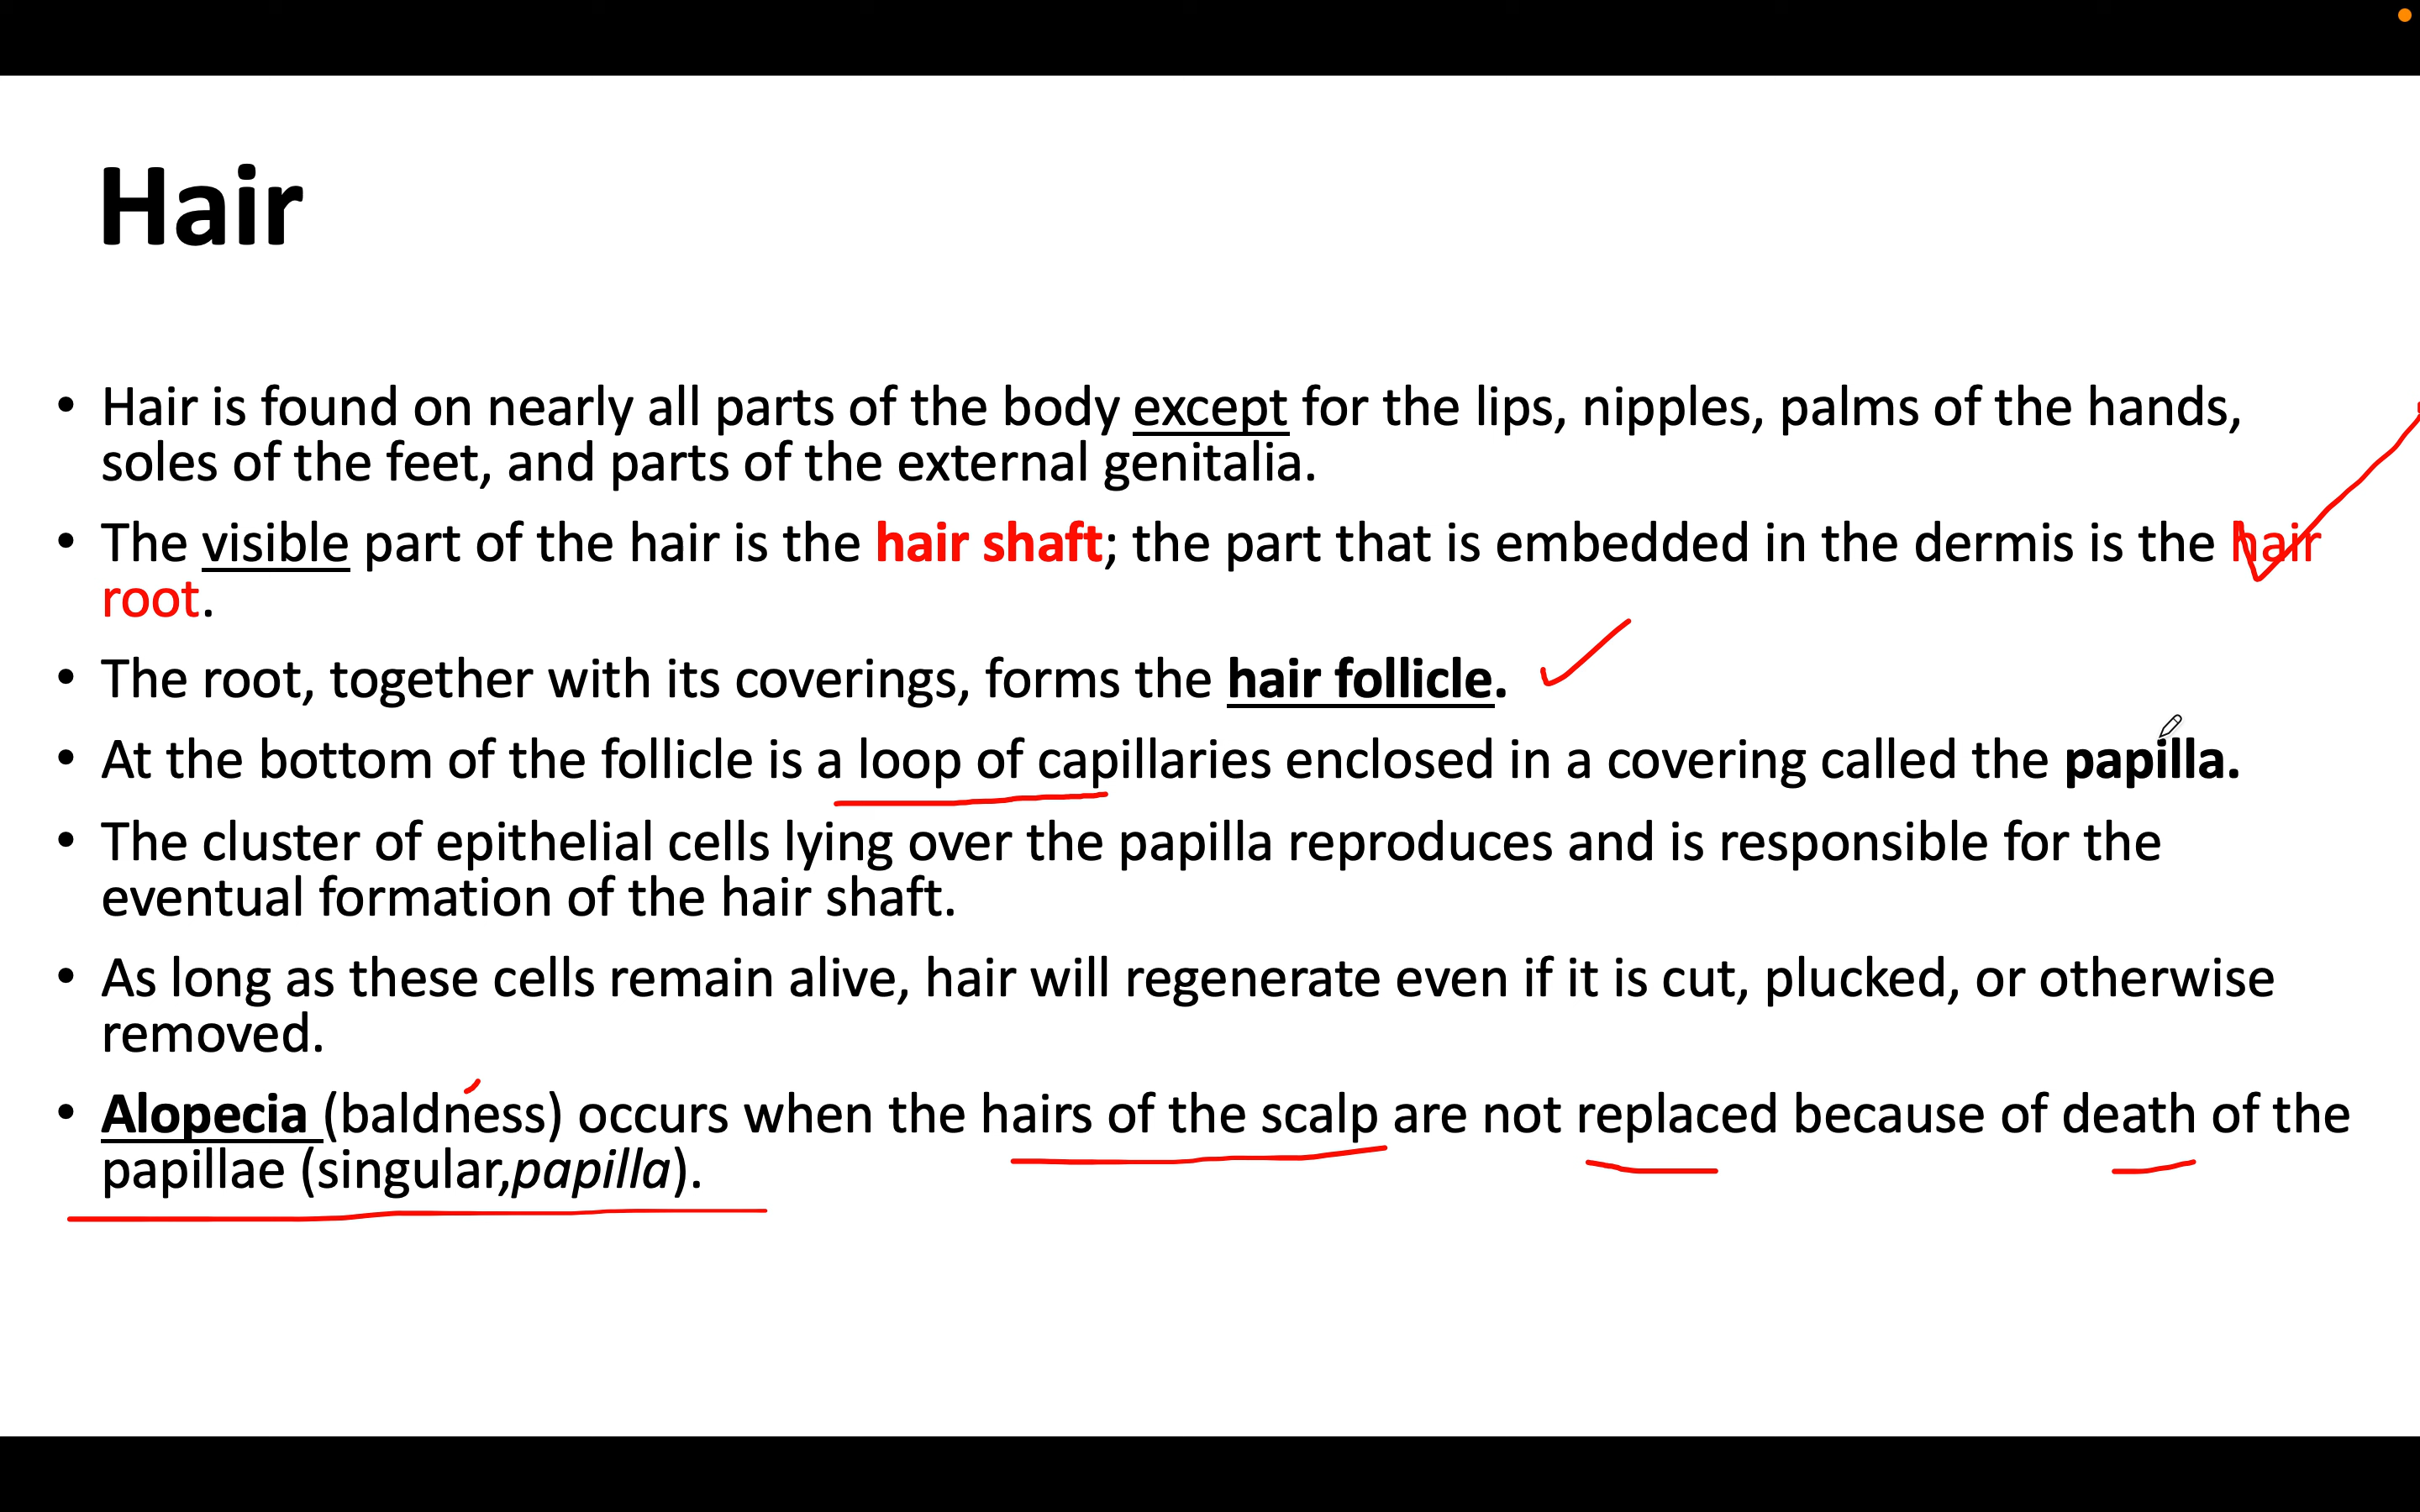 Hair
• Hair is found on nearly all parts of the body except for the lips, nipples, palms of the hands,
soles of the feet, and parts of the external genitalia.
• The visible part of the hair is the hair shaft; the part that is embedded in the dermis is the hair
root.
• The root, together with its coverings, forms the hair follicle.
• At the bottom of the follicle is a loop of capillaries enclosed in a covering called the papilla.
• The cluster of epithelial cells lying over the papilla reproduces and is responsible for the
eventual formation of the hair shaft.
• As long as these cells remain alive, hair will regenerate even if it is cut, plucked, or otherwise
removed.
• Alopecia (baldness) occurs when the hairs of the scalp are not replaced because of death of the
papillae (singular,papilla).